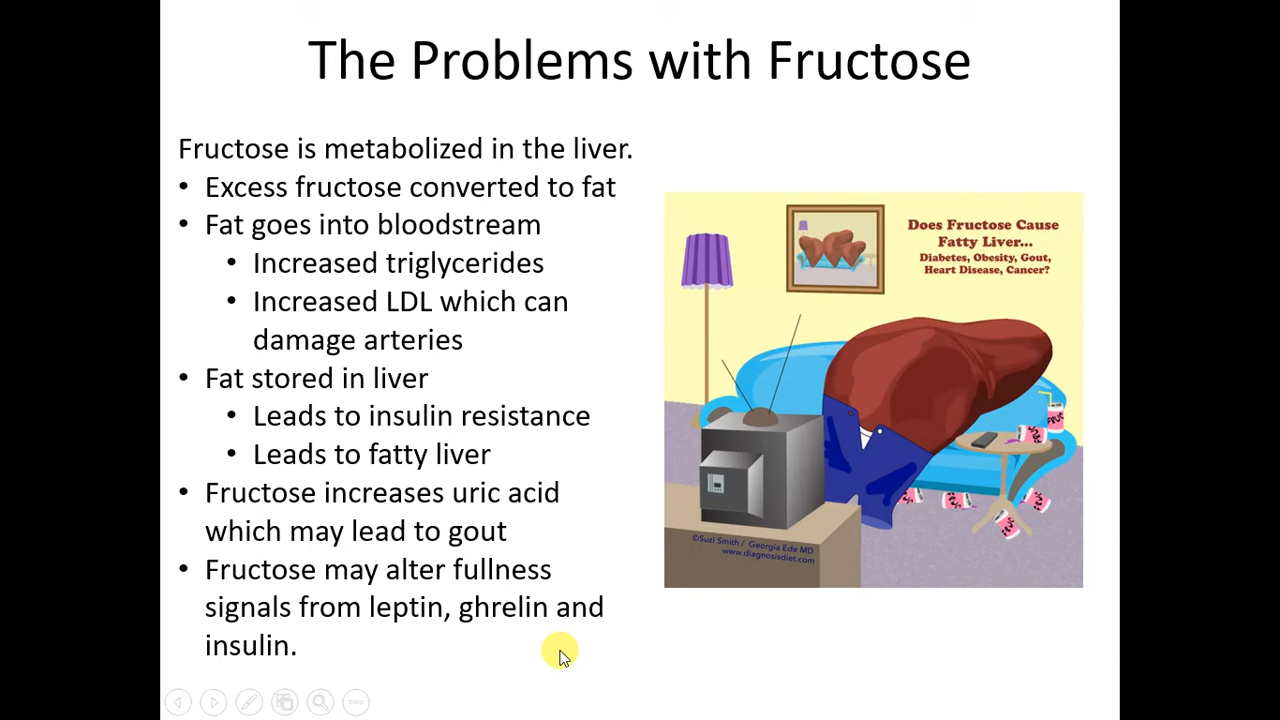 The Problems with Fructose
Fructose is metabolized in the liver.
• Excess fructose converted to fat
• Fat goes into bloodstream
• Increased triglycerides
• Increased LDL which can
damage arteries
• Fat stored in liver
• Leads to insulin resistance
• Leads to fatty liver
• Fructose increases uric acid
which may lead to gout
• Fructose may alter fullness
signals from leptin, ghrelin and
insulin.
Does Fructose Cause
Fatty Liver...
Diabetes, Obesity, Gout,
Heart Disease, Cancer?
©Suzi Smith / Georgia Ede MD
www.diagnosisdiet.com